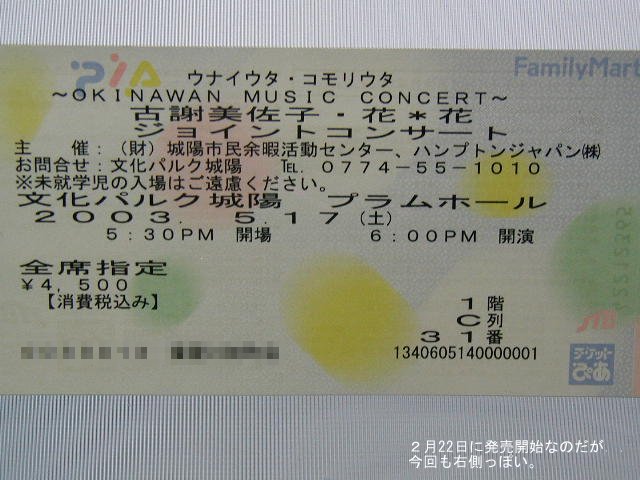 PIA
FamilyMart
ウナイウタ・コモリウタ
～OKINAWAN MUSIC CONCERT～
古謝美佐子・花＊花
ジョイントコンサート
主 催：（財）城陽市民余暇活動センター、ハンプトンジャパン㈱
お問合せ：文化パルク城陽 ℡ 0774-55-1010
※未就学児の入場はご遠慮ください。
文化パルク城陽 プラムホール
2003. 5.17(土)
5:30PM 開場 6:00PM 開演
全席指定
￥4,500
【消費税込み】
1階
C列
31番
1340605140000001
チケットぴあ
２月22日に発売開始なのだが、
今回も右側っぽい。